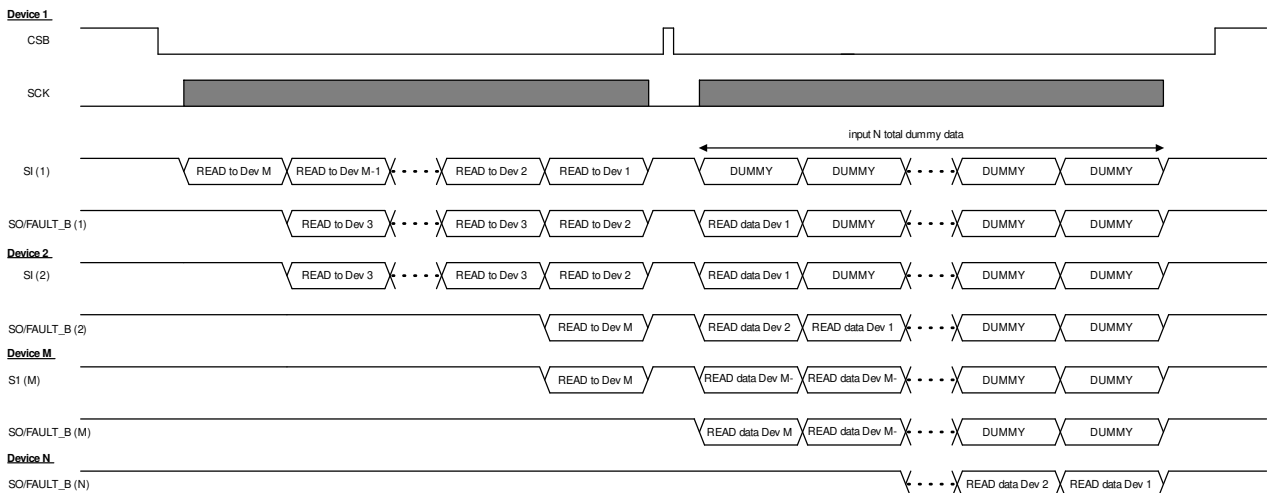 Device 1
CSB
SCK
input N total dummy data
SI (1) READ to Dev M READ to Dev M-1 READ to Dev 2 READ to Dev 1 DUMMY DUMMY DUMMY DUMMY
SO/FAULT_B (1) READ to Dev 3 READ to Dev 3 READ to Dev 2 READ data Dev 1 DUMMY DUMMY DUMMY
Device 2
SI (2) READ to Dev 3 READ to Dev 3 READ to Dev 2 READ data Dev 1 DUMMY DUMMY DUMMY
SO/FAULT_B (2) READ to Dev M READ data Dev 2 READ data Dev 1 DUMMY DUMMY
Device M
S1 (M) READ to Dev M READ data Dev M- READ data Dev M- DUMMY DUMMY
SO/FAULT_B (M) READ data Dev M READ data Dev M- DUMMY DUMMY
Device N
SO/FAULT_B (N) READ data Dev 2 READ data Dev 1